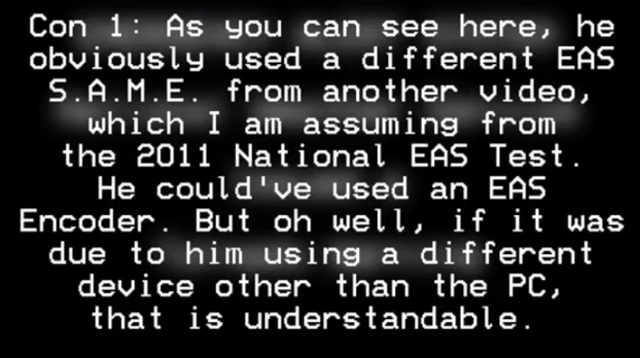 Con 1: As you can see here, he
obviously used a different EAS
S.A.M.E. from another video,
which I am assuming from
the 2011 National EAS Test.
He could've used an EAS
Encoder. But oh well, if it was
due to him using a different
device other than the PC,
that is understandable.